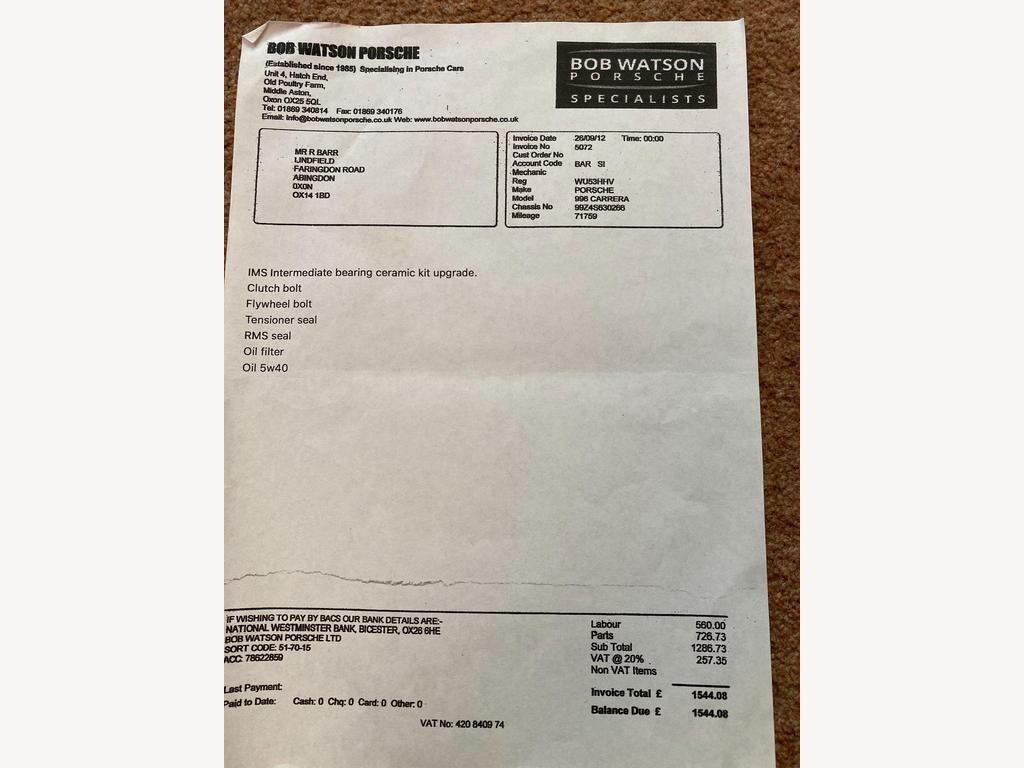 BOB WATSON PORSCHE
(Established since 1985) Specialising in Porsche Cars
Unit 4, Hatch End,
Old Poultry Farm,
Middle Aston,
Oxon OX25 5QL
Tel: 01869 340814 Fax: 01869 340176
Email: Info@bobwatsonporsche.co.uk Web: www.bobwatsonporsche.co.uk
BOB WATSON
PORSCHE
SPECIALISTS
MR R BARR
LINDFIELD
FARINGDON ROAD
ABINGDON
OXON
OX14 1BD
Invoice Date 26/09/12 Time: 00:00
Invoice No 5072
Cust Order No
Account Code BAR SI
Mechanic
Reg WU53HHV
Make PORSCHE
Model 996 CARRERA
Chassis No 99Z4S630266
Mileage 71759
IMS Intermediate bearing ceramic kit upgrade.
Clutch bolt
Flywheel bolt
Tensioner seal
RMS seal
Oil filter
Oil 5w40
IF WISHING TO PAY BY BACS OUR BANK DETAILS ARE:-
NATIONAL WESTMINSTER BANK, BICESTER, OX26 6HE
BOB WATSON PORSCHE LTD
SORT CODE: 51-70-15
ACC: 78622859
Last Payment:
Paid to Date: Cash: 0 Chq: 0 Card: 0 Other: 0
VAT No: 420 8409 74
Labour 560.00
Parts 726.73
Sub Total 1286.73
VAT @ 20% 257.35
Non VAT Items
Invoice Total £ 1544.08
Balance Due £ 1544.08